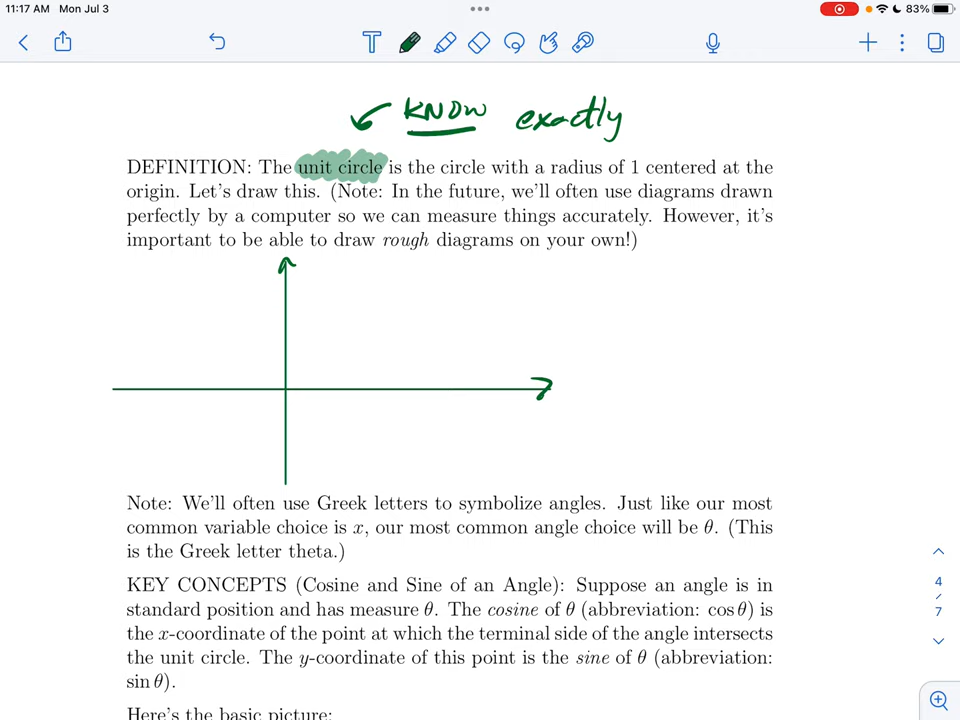 11:17 AM Mon Jul 3
83%
T
KNOW exactly
DEFINITION: The unit circle is the circle with a radius of 1 centered at the
origin. Let's draw this. (Note: In the future, we'll often use diagrams drawn
perfectly by a computer so we can measure things accurately. However, it's
important to be able to draw rough diagrams on your own!)
Note: We'll often use Greek letters to symbolize angles. Just like our most
common variable choice is x, our most common angle choice will be θ. (This
is the Greek letter theta.)
KEY CONCEPTS (Cosine and Sine of an Angle): Suppose an angle is in
standard position and has measure θ. The cosine of θ (abbreviation: cos θ) is
the x-coordinate of the point at which the terminal side of the angle intersects
the unit circle. The y-coordinate of this point is the sine of θ (abbreviation:
sin θ).
Here's the basic picture:
4
/
7